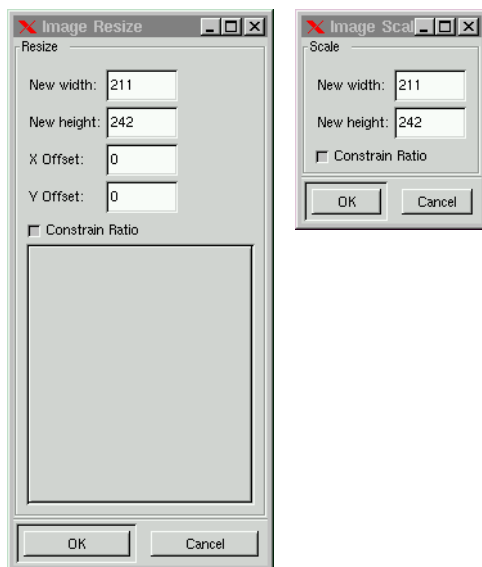 Image Resize
Resize
New width: 211
New height: 242
X Offset: 0
Y Offset: 0
Constrain Ratio
OK Cancel
Image Scal
Scale
New width: 211
New height: 242
Constrain Ratio
OK Cancel